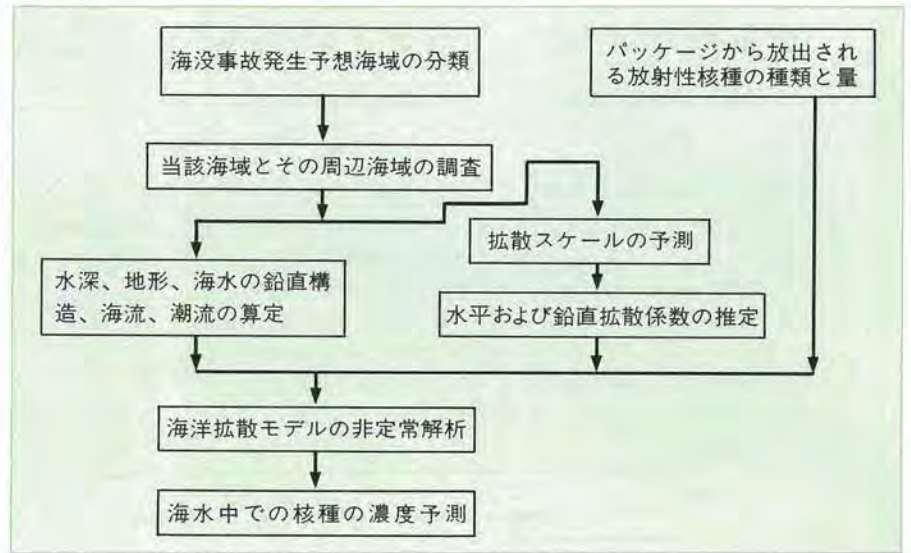 海没事故発生予想海域の分類
パッケージから放出され
る放射性核種の種類と量
当該海域とその周辺海域の調査
拡散スケールの予測
水深、地形、海水の鉛直構
造、海流、潮流の算定
水平および鉛直拡散係数の推定
海洋拡散モデルの非定常解析
海水中での核種の濃度予測